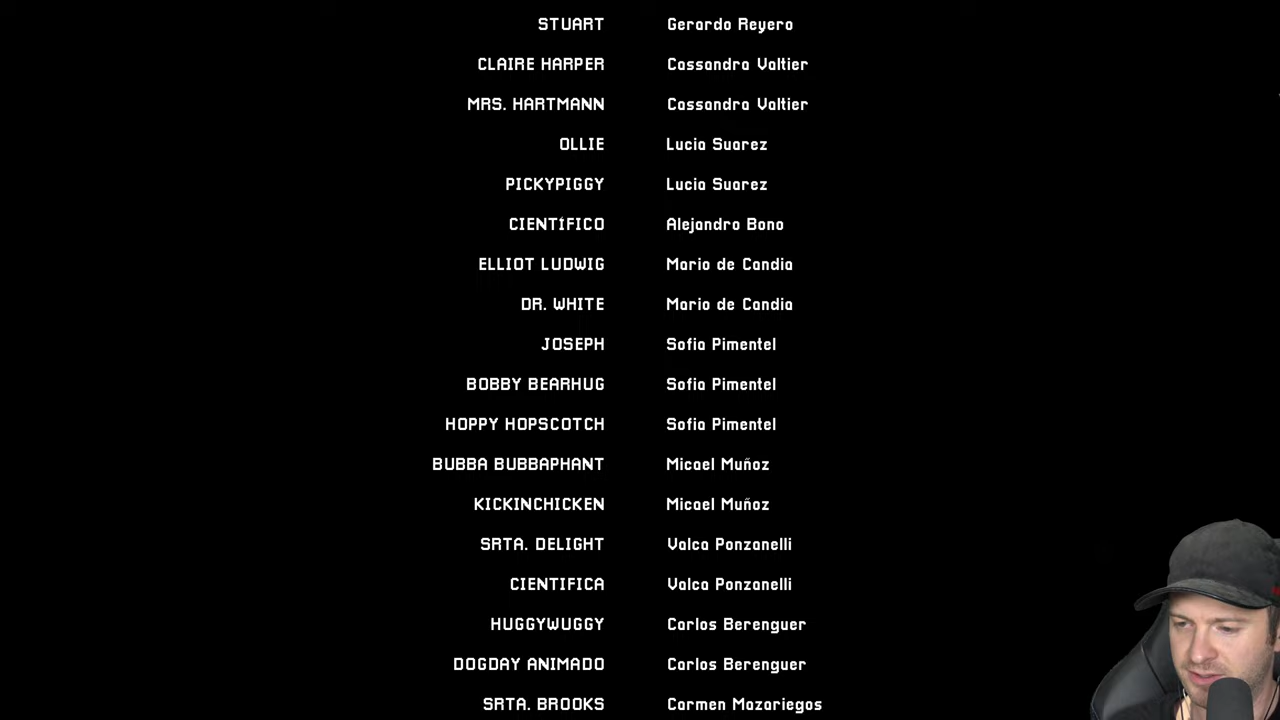 STUART Gerardo Reyero
CLAIRE HARPER Cassandra Valtier
MRS. HARTMANN Cassandra Valtier
OLLIE Lucia Suarez
PICKYPIGGY Lucia Suarez
CIENTÍFICO Alejandro Bono
ELLIOT LUDWIG Mario de Candia
DR. WHITE Mario de Candia
JOSEPH Sofia Pimentel
BOBBY BEARHUG Sofia Pimentel
HOPPY HOPSCOTCH Sofia Pimentel
BUBBA BUBBAPHANT Micael Muñoz
KICKINCHICKEN Micael Muñoz
SRTA. DELIGHT Valca Ponzanelli
CIENTIFICA Valca Ponzanelli
HUGGYWUGGY Carlos Berenguer
DOGDAY ANIMADO Carlos Berenguer
SRTA. BROOKS Carmen Mazariegos